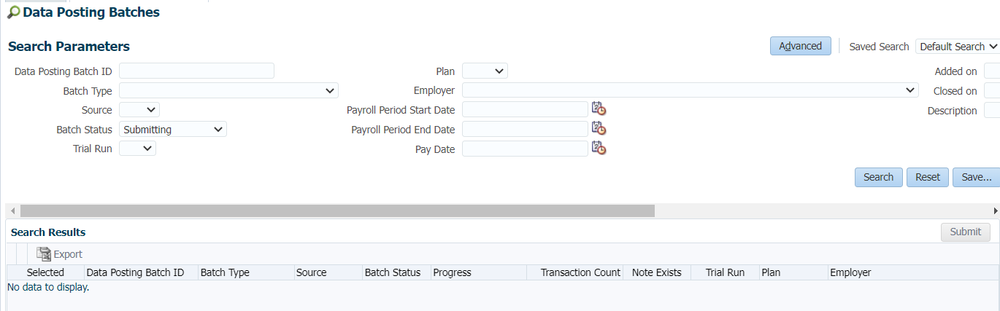 Data Posting Batches
Search Parameters
Advanced Saved Search Default Search
Data Posting Batch ID Plan Added on
Batch Type Employer Closed on
Source Payroll Period Start Date Description
Batch Status Submitting Payroll Period End Date
Trial Run Pay Date
Search Reset Save...
Search Results Submit
Export
Selected Data Posting Batch ID Batch Type Source Batch Status Progress Transaction Count Note Exists Trial Run Plan Employer
No data to display.